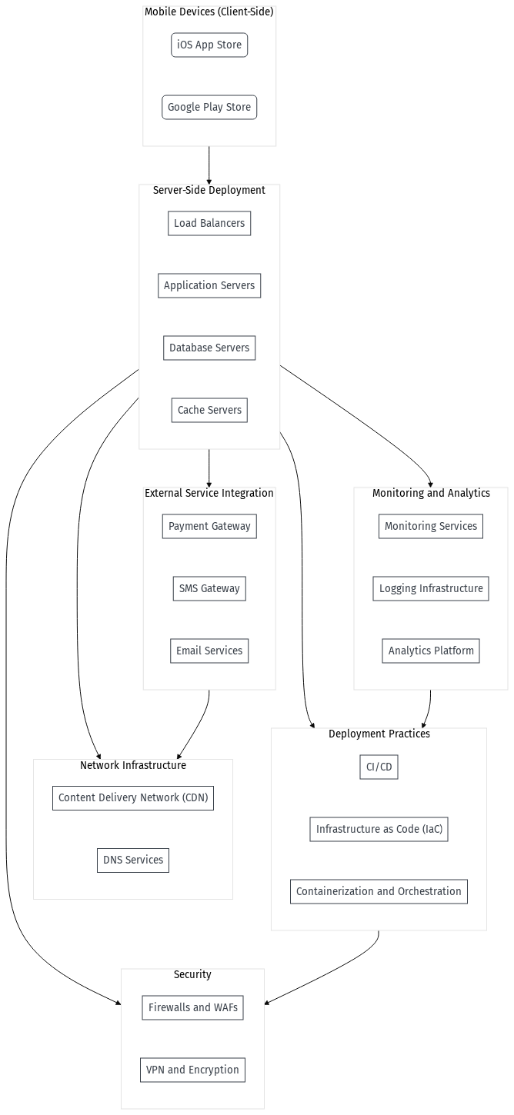 Mobile Devices (Client-Side)
iOS App Store
Google Play Store
Server-Side Deployment
Load Balancers
Application Servers
Database Servers
Cache Servers
External Service Integration
Payment Gateway
SMS Gateway
Email Services
Monitoring and Analytics
Monitoring Services
Logging Infrastructure
Analytics Platform
Network Infrastructure
Content Delivery Network (CDN)
DNS Services
Deployment Practices
CI/CD
Infrastructure as Code (IaC)
Containerization and Orchestration
Security
Firewalls and WAFs
VPN and Encryption